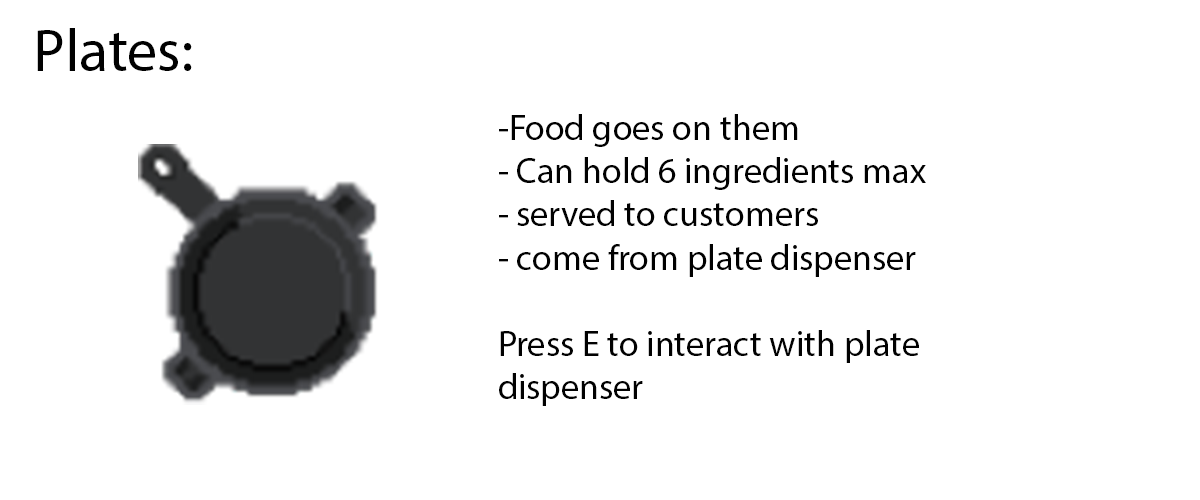 Plates:
-Food goes on them
- Can hold 6 ingredients max
- served to customers
- come from plate dispenser
Press E to interact with plate
dispenser